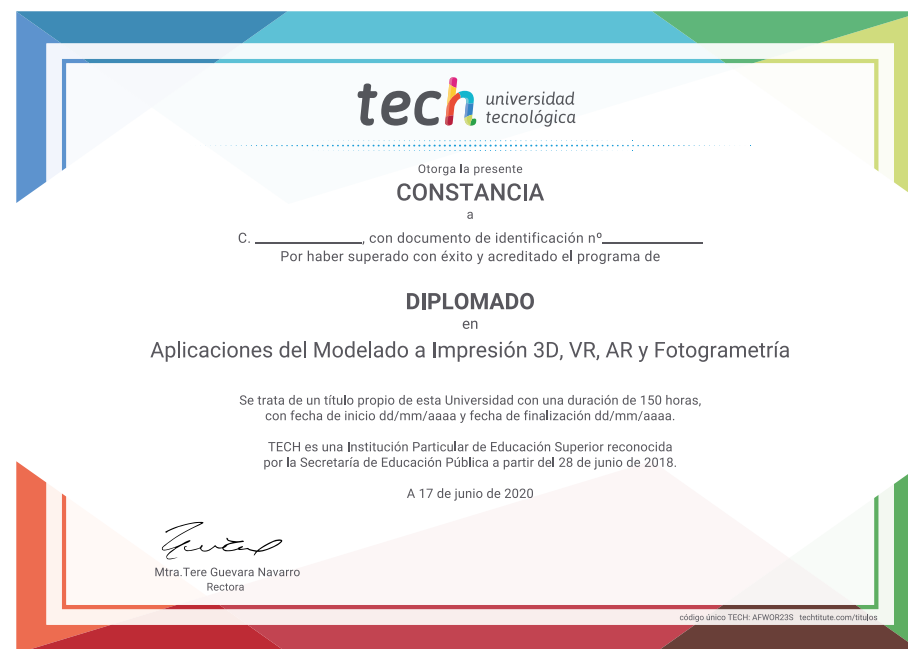 tech universidad
tecnológica
Otorga la presente
CONSTANCIA
a
C. ____________, con documento de identificación nº____________
Por haber superado con éxito y acreditado el programa de
DIPLOMADO
en
Aplicaciones del Modelado a Impresión 3D, VR, AR y Fotogrametría
Se trata de un título propio de esta Universidad con una duración de 150 horas,
con fecha de inicio dd/mm/aaaa y fecha de finalización dd/mm/aaaa.
TECH es una Institución Particular de Educación Superior reconocida
por la Secretaría de Educación Pública a partir del 28 de junio de 2018.
A 17 de junio de 2020
Mtra.Tere Guevara Navarro
Rectora
código único TECH: AFWOR23S techtitute.com/titulos